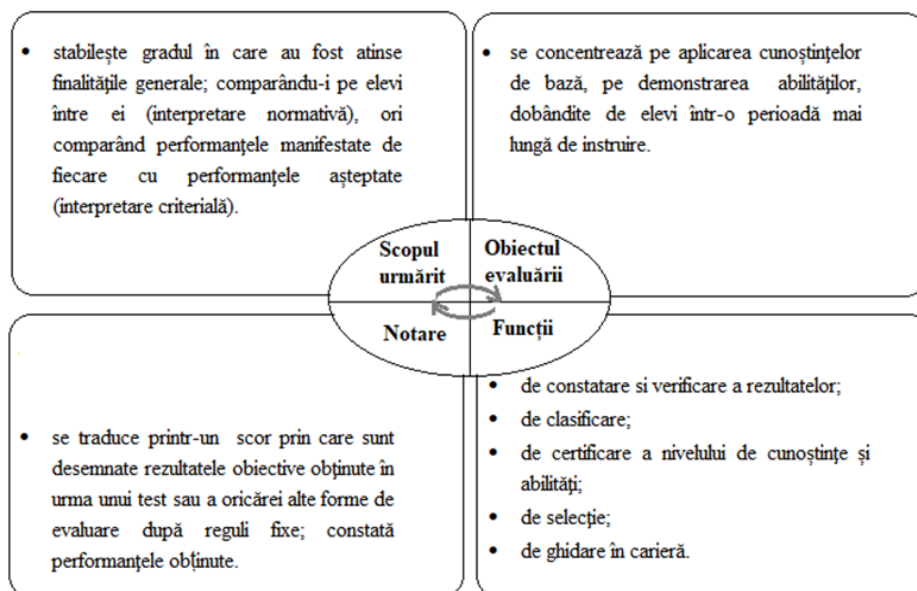 • stabilește gradul în care au fost atinse
finalitățile generale; comparându-i pe elevi
între ei (interpretare normativă), ori
comparând performanțele manifestate de
fiecare cu performanțele așteptate
(interpretare criterială).
• se concentrează pe aplicarea cunoștințelor
de bază, pe demonstrarea abilităților,
dobândite de elevi într-o perioadă mai
lungă de instruire.
Scopul
urmărit
Obiectul
evaluării
Notare
Funcții
• se traduce printr-un scor prin care sunt
desemnate rezultatele obiective obținute în
urma unui test sau a oricărei alte forme de
evaluare după reguli fixe; constată
performanțele obținute.
• de constatare si verificare a rezultatelor;
• de clasificare;
• de certificare a nivelului de cunoștințe și
abilități;
• de selecție;
• de ghidare în carieră.